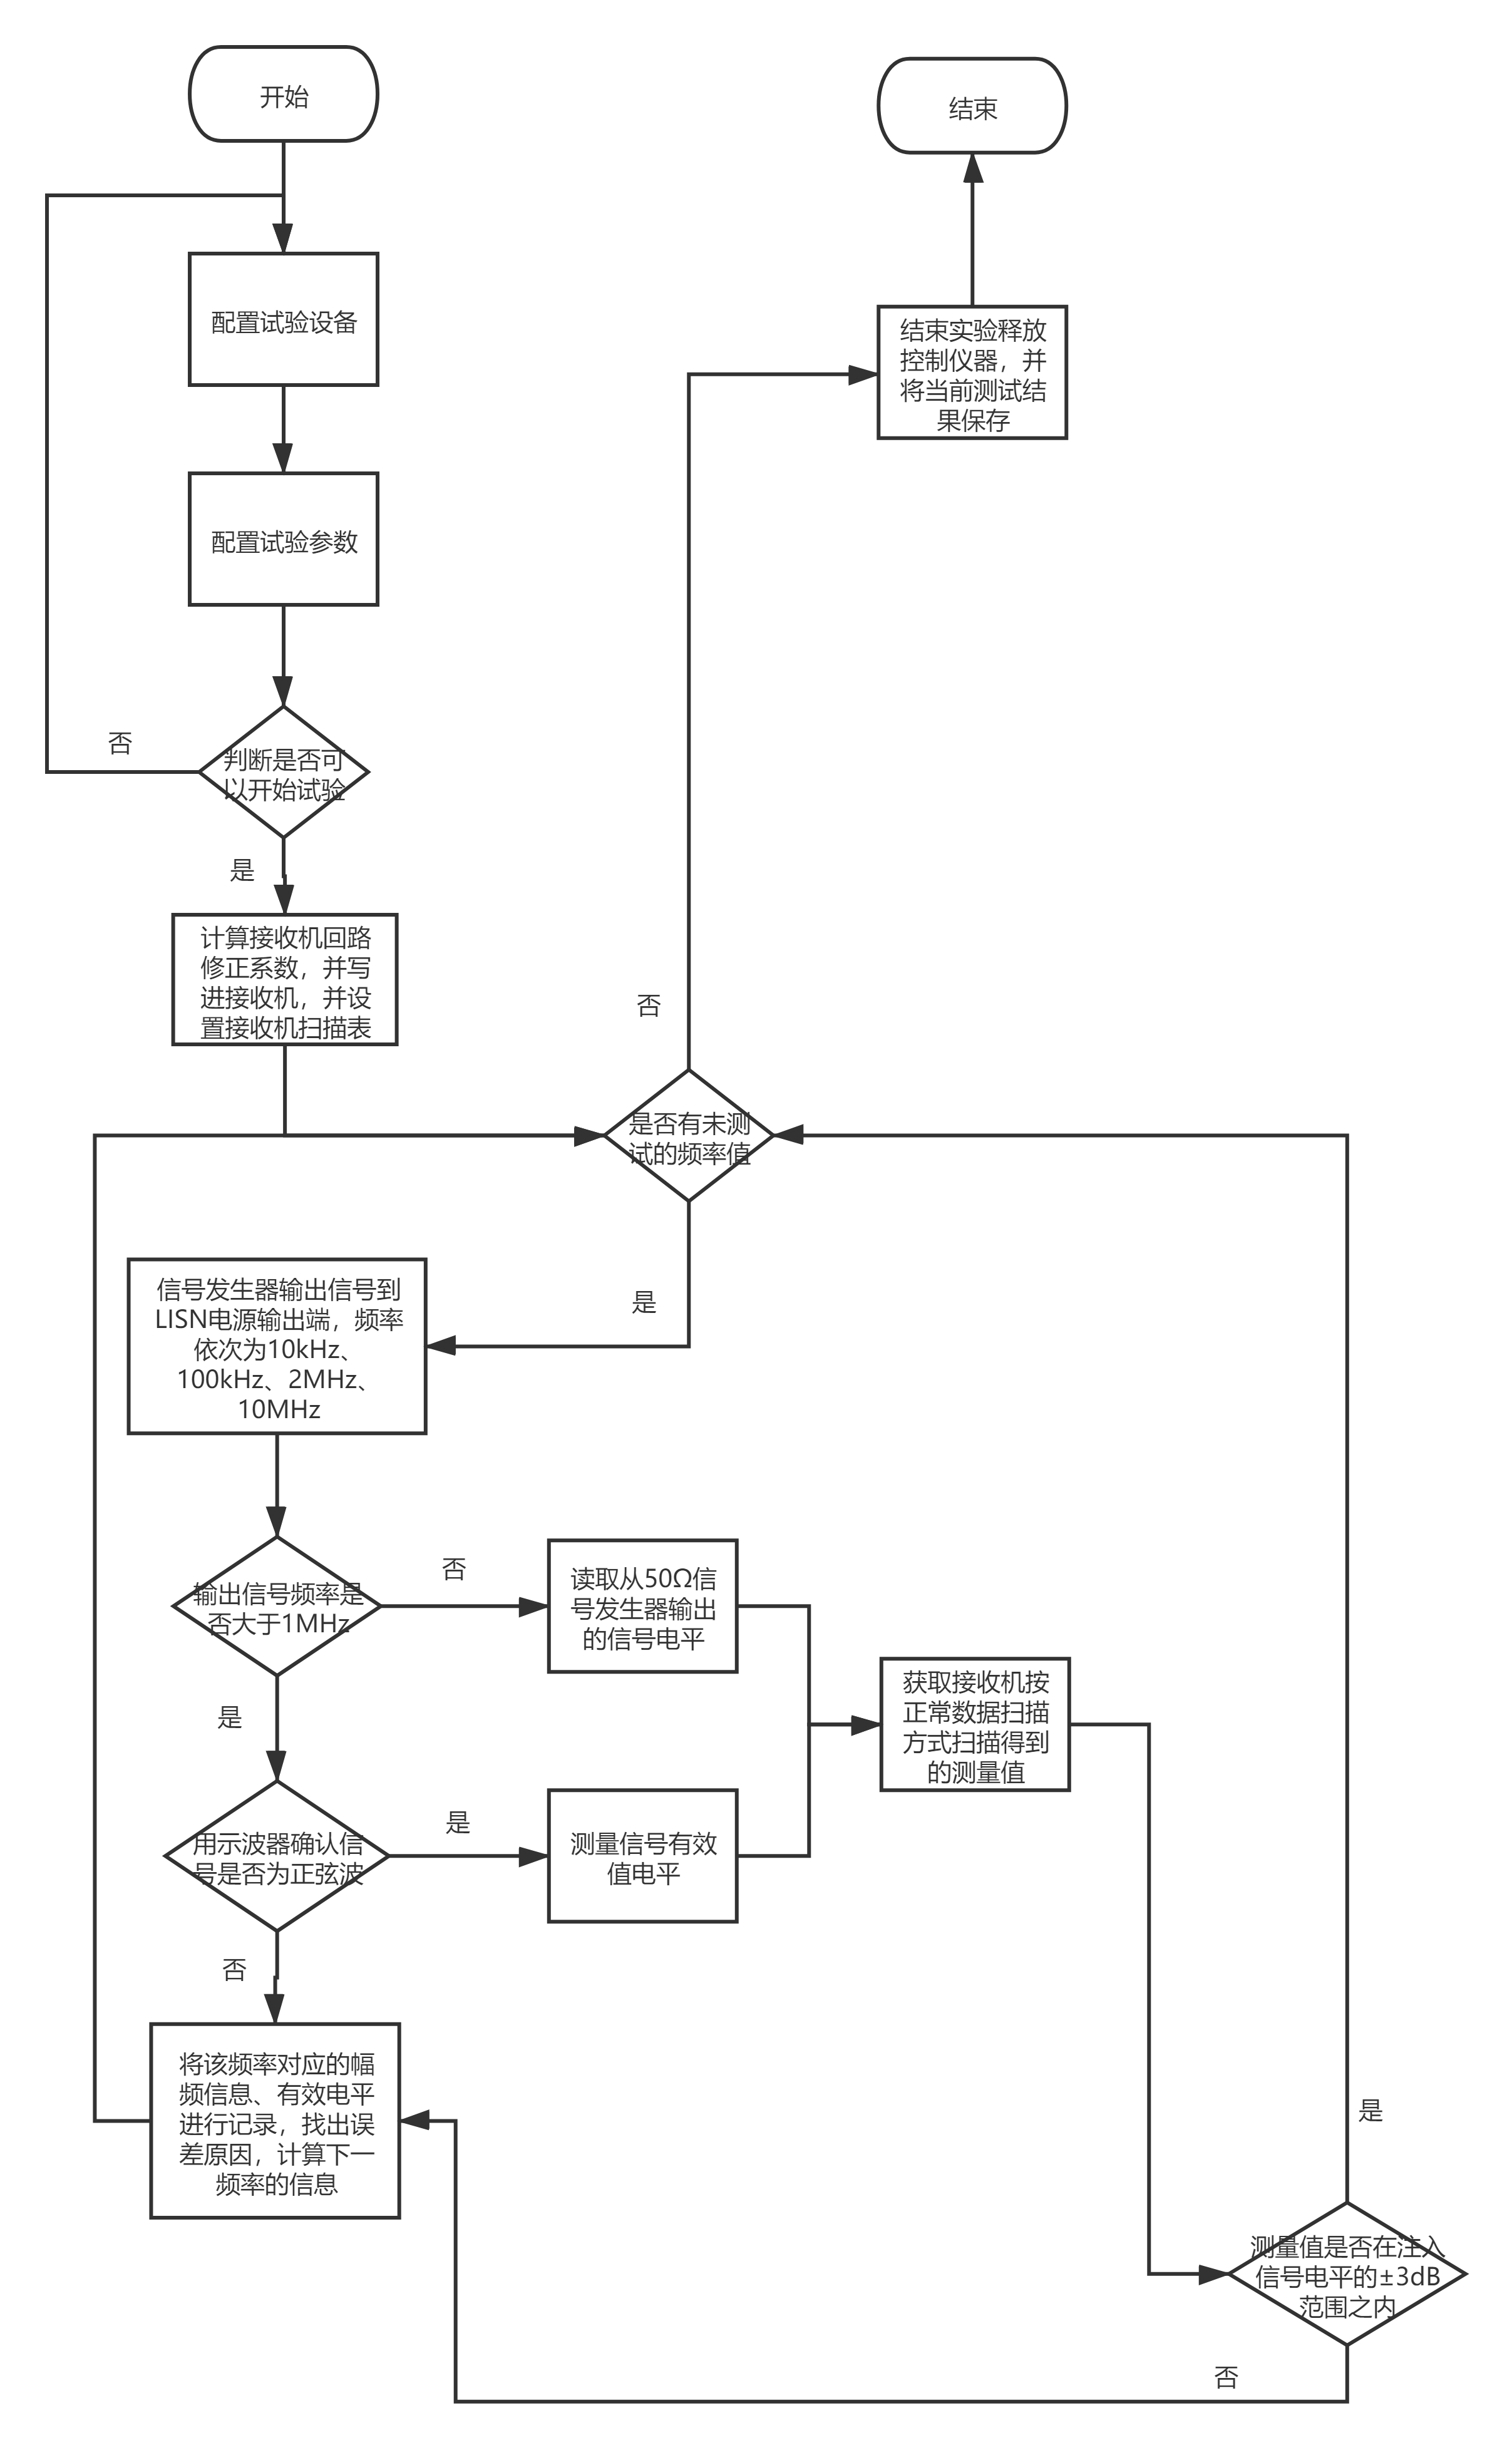 开始
结束
配置试验设备
结束实验释放
控制仪器，并
将当前测试结
果保存
配置试验参数
否
判断是否可
以开始试验
是
计算接收机回路
修正系数，并写
进接收机，并设
置接收机扫描表
否
是否有未测
试的频率值
是
信号发生器输出信号到
LISN电源输出端，频率
依次为10kHz、
100kHz、2MHz、
10MHz
输出信号频率是
否大于1MHz
否
读取从50Ω信
号发生器输出
的信号电平
是
获取接收机按
正常数据扫描
方式扫描得到
的测量值
用示波器确认信
号是否为正弦波
是
测量信号有效
值电平
否
将该频率对应的幅
频信息、有效电平
进行记录，找出误
差原因，计算下一
频率的信息
是
测量值是否在注入
信号电平的±3dB
范围之内
否